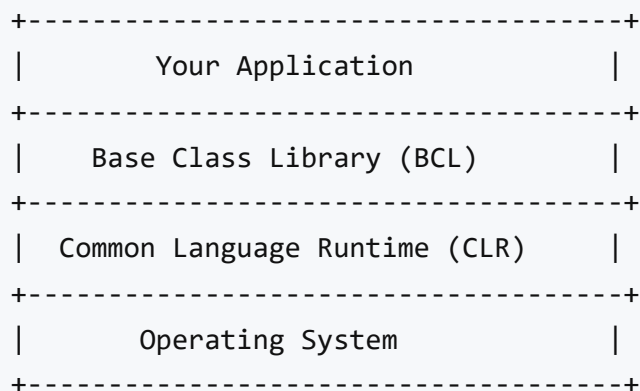 +-------------------------------------+
|        Your Application            |
+-------------------------------------+
|    Base Class Library (BCL)        |
+-------------------------------------+
|  Common Language Runtime (CLR)     |
+-------------------------------------+
|       Operating System             |
+-------------------------------------+